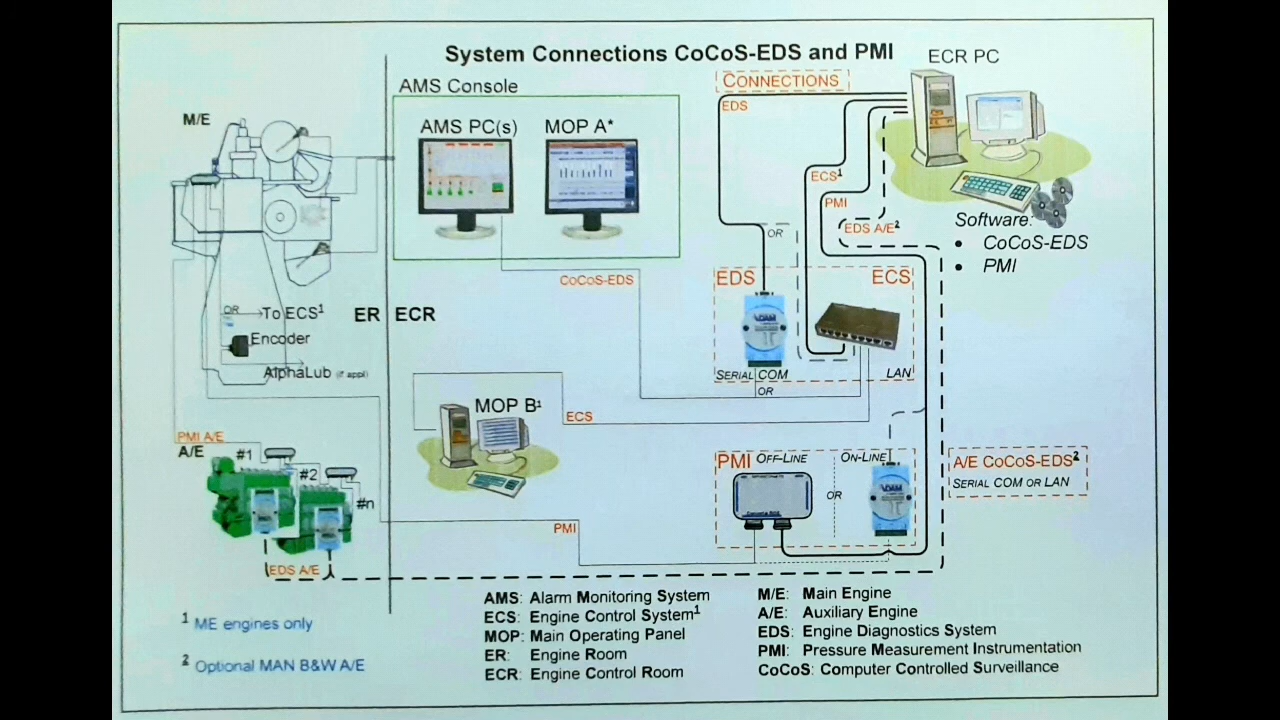 System Connections CoCoS-EDS and PMI
ECR PC
CONNECTIONS
AMS Console
EDS
M/E
AMS PC(s)
MOP A*
ECS¹
PMI
Software:
EDS A/E²
OR
• CoCoS-EDS
• PMI
CoCoS-EDS
EDS
ECS
OR
To ECS¹
ER
ECR
ADAM
Encoder
AlphaLub (if appl)
SERIAL COM
LAN
OR
MOP B¹
ECS
PMI A/E
A/E
#1
#2
#n
PMI
OFF-LINE
ON-LINE
A/E CoCoS-EDS²
SERIAL COM OR LAN
ADAM
OR
PMI
EDS A/E
AMS: Alarm Monitoring System
ECS: Engine Control System¹
MOP: Main Operating Panel
ER: Engine Room
ECR: Engine Control Room
M/E: Main Engine
A/E: Auxiliary Engine
EDS: Engine Diagnostics System
PMI: Pressure Measurement Instrumentation
CoCoS: Computer Controlled Surveillance
¹ ME engines only
² Optional MAN B&W A/E